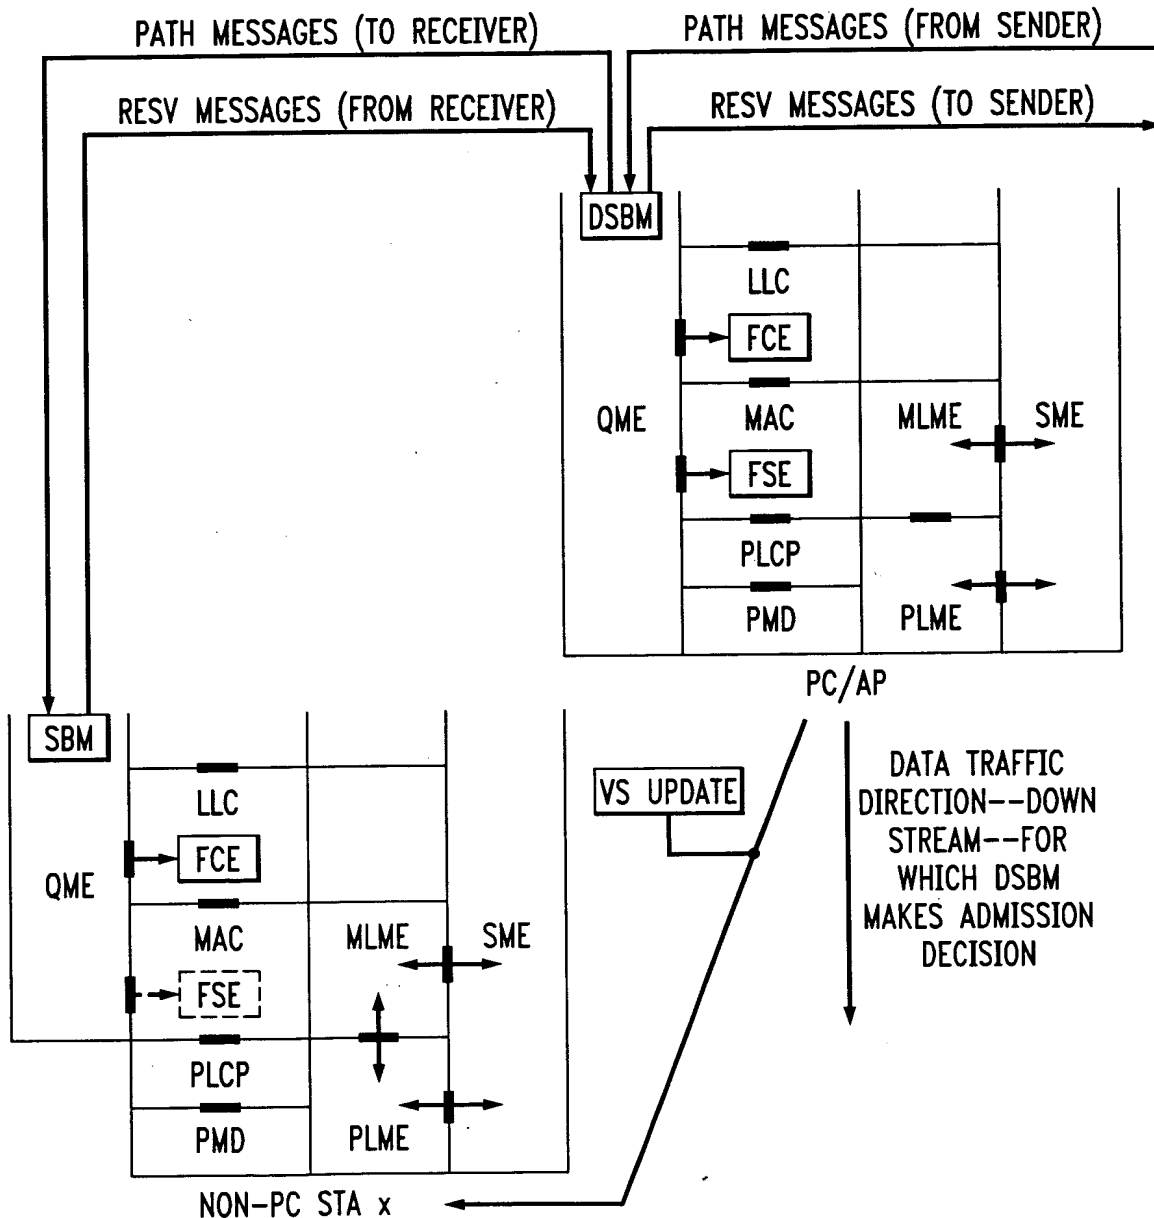 PATH MESSAGES (TO RECEIVER)
PATH MESSAGES (FROM SENDER)
RESV MESSAGES (FROM RECEIVER)
RESV MESSAGES (TO SENDER)
DSBM
LLC
FCE
QME
MAC
MLME
SME
FSE
PLCP
PMD
PLME
PC/AP
SBM
LLC
FCE
QME
MAC
MLME
SME
FSE
PLCP
PMD
PLME
NON-PC STA x
VS UPDATE
DATA TRAFFIC
DIRECTION--DOWN
STREAM--FOR
WHICH DSBM
MAKES ADMISSION
DECISION